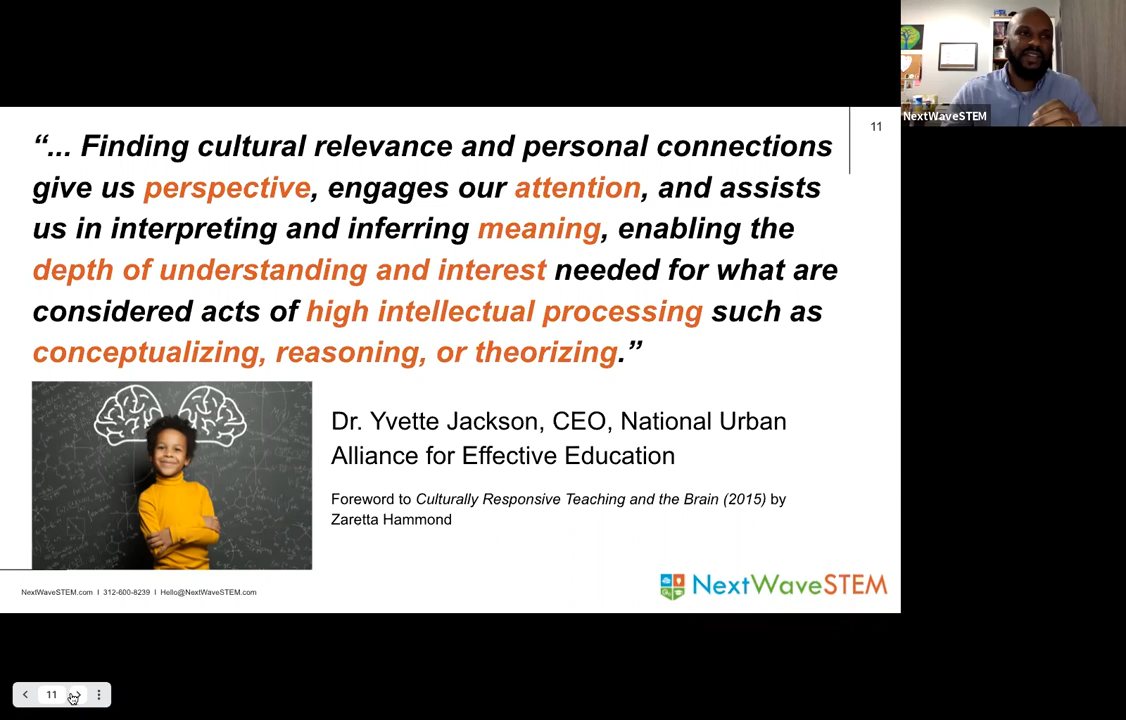 NextWaveSTEM
11
“... Finding cultural relevance and personal connections
give us perspective, engages our attention, and assists
us in interpreting and inferring meaning, enabling the
depth of understanding and interest needed for what are
considered acts of high intellectual processing such as
conceptualizing, reasoning, or theorizing.”
Dr. Yvette Jackson, CEO, National Urban
Alliance for Effective Education
Foreword to Culturally Responsive Teaching and the Brain (2015) by
Zaretta Hammond
NextWaveSTEM.com I 312-600-8239 I Hello@NextWaveSTEM.com
NextWaveSTEM
11